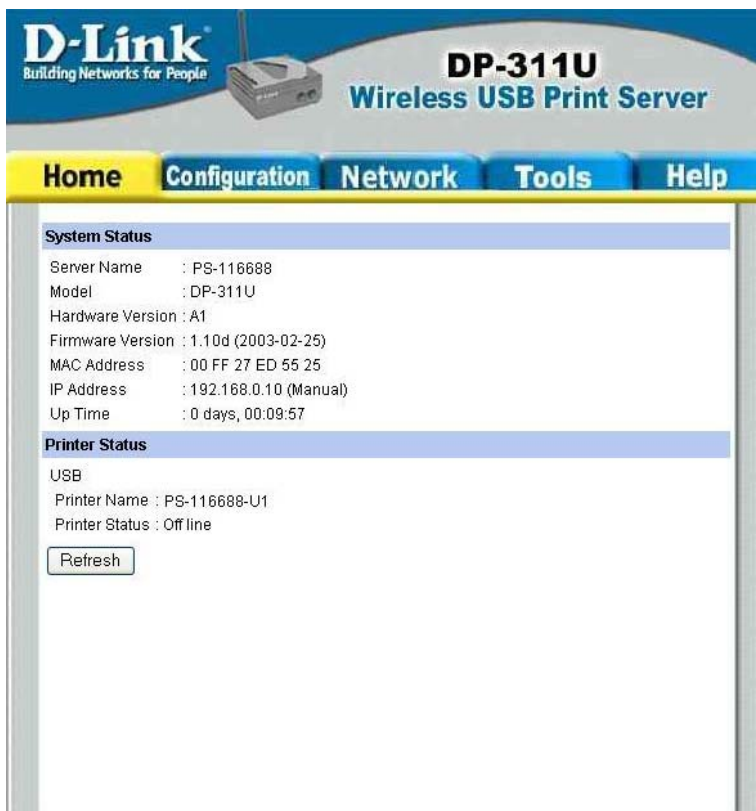 D-Link
Building Networks for People
DP-311U
Wireless USB Print Server
Home Configuration Network Tools Help
System Status
Server Name : PS-116688
Model : DP-311U
Hardware Version : A1
Firmware Version : 1.10d (2003-02-25)
MAC Address : 00 FF 27 ED 55 25
IP Address : 192.168.0.10 (Manual)
Up Time : 0 days, 00:09:57
Printer Status
USB
Printer Name : PS-116688-U1
Printer Status : Off line
Refresh